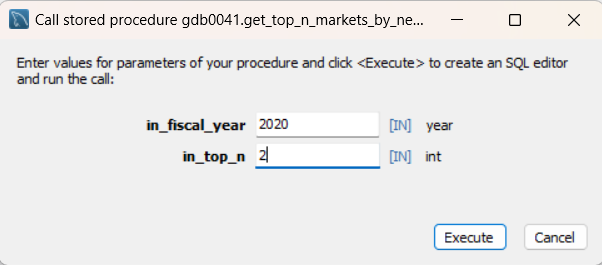 Call stored procedure gdb0041.get_top_n_markets_by_ne...
Enter values for parameters of your procedure and click <Execute> to create an SQL editor
and run the call:
in_fiscal_year 2020 [IN] year
in_top_n 2 [IN] int
Execute Cancel